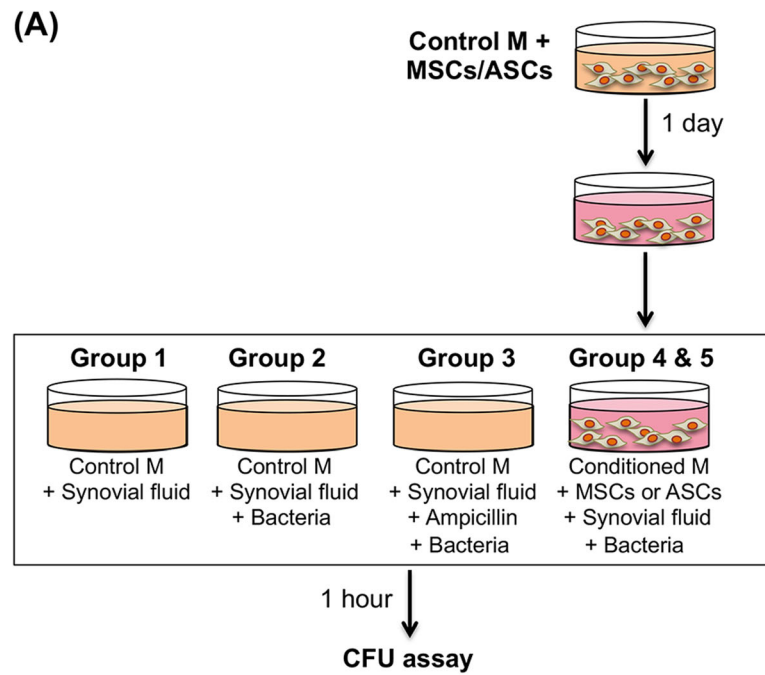 (A)
Control M +
MSCs/ASCs
1 day
Group 1
Control M
+ Synovial fluid
Group 2
Control M
+ Synovial fluid
+ Bacteria
Group 3
Control M
+ Synovial fluid
+ Ampicillin
+ Bacteria
Group 4 & 5
Conditioned M
+ MSCs or ASCs
+ Synovial fluid
+ Bacteria
1 hour
CFU assay